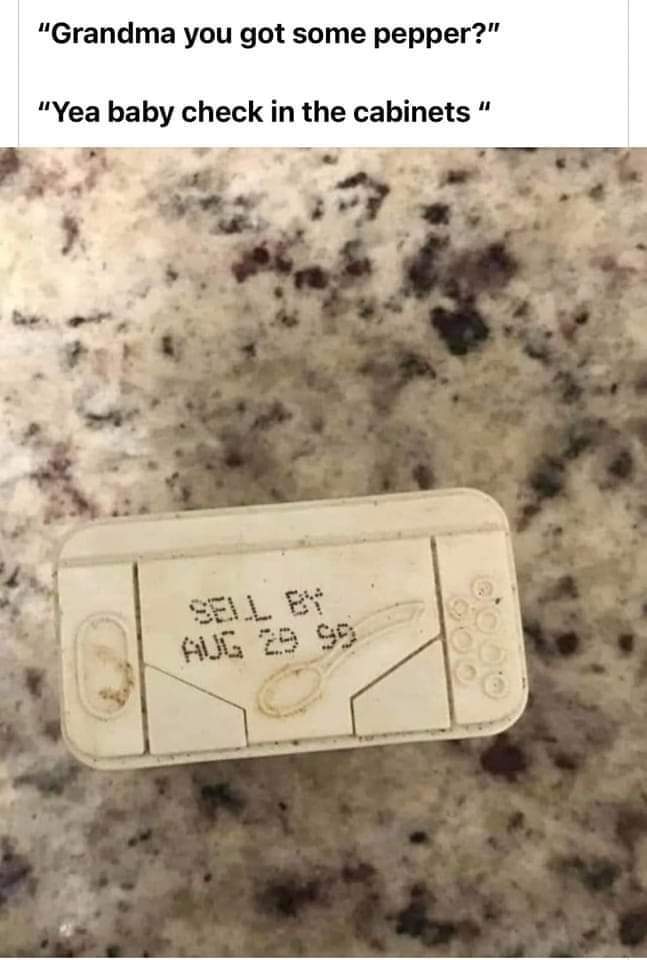 “Grandma you got some pepper?”
“Yea baby check in the cabinets “
SELL BY
AUG 29 99